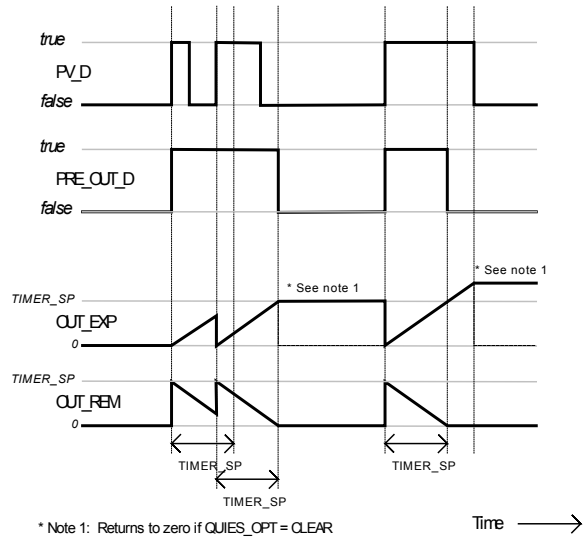 true
PV_D
false
true
PRE_OUT_D
false
* See note 1
* See note 1
TIMER_SP
OUT_EXP
0
TIMER_SP
OUT_REM
0
TIMER_SP
TIMER_SP
TIMER_SP
* Note 1: Returns to zero if QUIES_OPT = CLEAR
Time